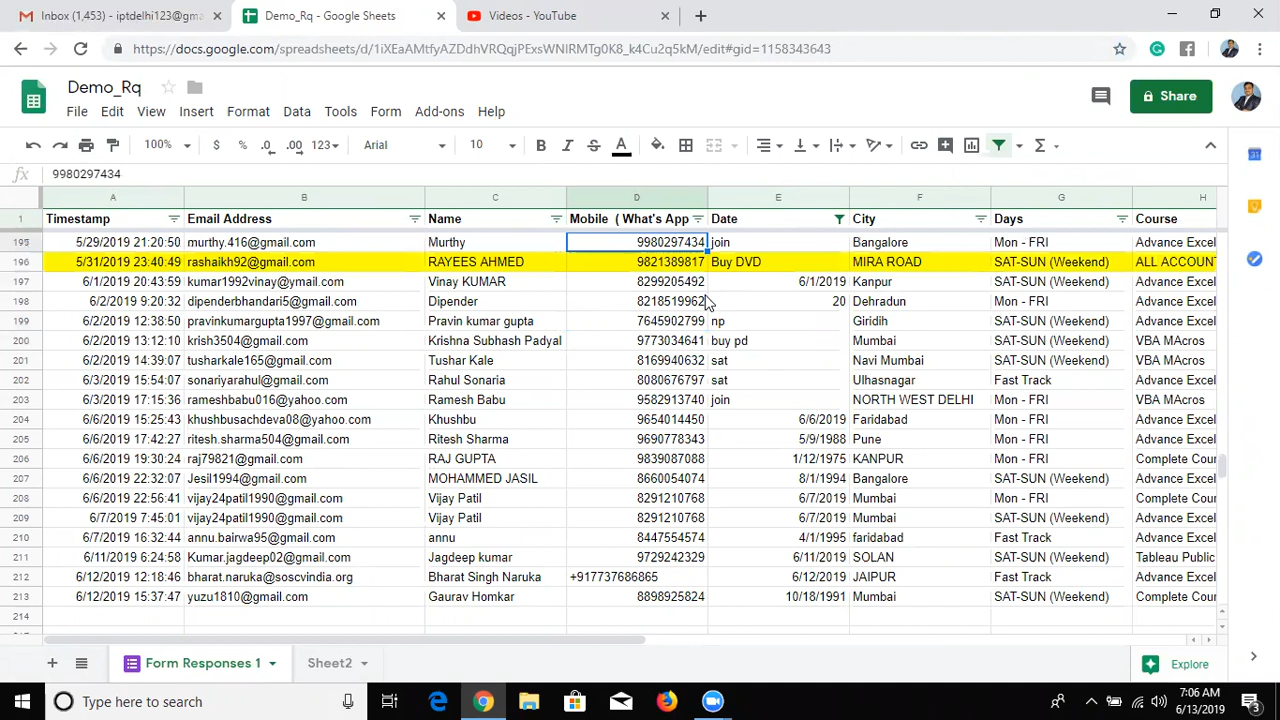 Inbox (1,453) - iptdelhi123@gma
Demo_Rq - Google Sheets
Videos - YouTube
https://docs.google.com/spreadsheets/d/1iXEaAMtfyAZDdhVRQqjPExsWNIRMTg0K8_k4Cu2q5kM/edit#gid=1158343643
Demo_Rq
File Edit View Insert Format Data Tools Form Add-ons Help
Share
100% $ % .0 .00 123 Arial 10 B I S A Σ
fx 9980297434
A B C D E F G H
1 Timestamp Email Address Name Mobile ( What's App Date City Days Course
195 5/29/2019 21:20:50 murthy.416@gmail.com Murthy 9980297434 join Bangalore Mon - FRI Advance Excel
196 5/31/2019 23:40:49 rashaikh92@gmail.com RAYEES AHMED 9821389817 Buy DVD MIRA ROAD SAT-SUN (Weekend) ALL ACCOUN
197 6/1/2019 20:43:59 kumar1992vinay@ymail.com Vinay KUMAR 8299205492 6/1/2019 Kanpur SAT-SUN (Weekend) Advance Excel
198 6/2/2019 9:20:32 dipenderbhandari5@gmail.com Dipender 8218519962 20 Dehradun Mon - FRI Advance Excel
199 6/2/2019 12:38:50 pravinkumargupta1997@gmail.com Pravin kumar gupta 7645902799 np Giridih SAT-SUN (Weekend) Advance Excel
200 6/2/2019 13:12:10 krish3504@gmail.com Krishna Subhash Padyal 9773034641 buy pd Mumbai SAT-SUN (Weekend) VBA MAcros
201 6/2/2019 14:39:07 tusharkale165@gmail.com Tushar Kale 8169940632 sat Navi Mumbai SAT-SUN (Weekend) Advance Excel
202 6/3/2019 15:54:07 sonariyarahul@gmail.com Rahul Sonaria 8080676797 sat Ulhasnagar Fast Track Advance Excel
203 6/3/2019 17:15:36 rameshbabu016@yahoo.com Ramesh Babu 9582913740 join NORTH WEST DELHI Mon - FRI VBA MAcros
204 6/6/2019 15:25:43 khushbusachdeva08@yahoo.com Khushbu 9654014450 6/6/2019 Faridabad Mon - FRI Advance Excel
205 6/6/2019 17:42:27 ritesh.sharma504@gmail.com Ritesh Sharma 9690778343 5/9/1988 Pune Mon - FRI Advance Excel
206 6/6/2019 19:30:24 raj79821@gmail.com RAJ GUPTA 9839087088 1/12/1975 KANPUR Mon - FRI Complete Cour
207 6/6/2019 22:32:07 Jesil1994@gmail.com MOHAMMED JASIL 8660054074 8/1/1994 Bangalore SAT-SUN (Weekend) Advance Excel
208 6/6/2019 22:56:41 vijay24patil1990@gmail.com Vijay Patil 8291210768 6/7/2019 Mumbai Mon - FRI Complete Cour
209 6/7/2019 7:45:01 vijay24patil1990@gmail.com Vijay Patil 8291210768 6/7/2019 Mumbai SAT-SUN (Weekend) Advance Excel
210 6/7/2019 16:32:44 annu.bairwa95@gmail.com annu 8447554574 4/1/1995 faridabad Fast Track Advance Excel
211 6/11/2019 6:24:58 Kumar.jagdeep02@gmail.com Jagdeep kumar 9729242329 6/11/2019 SOLAN SAT-SUN (Weekend) Tableau Public
212 6/12/2019 12:18:46 bharat.naruka@soscvindia.org Bharat Singh Naruka +917737686865 6/12/2019 JAIPUR Fast Track Advance Excel
213 6/12/2019 15:37:47 yuzu1810@gmail.com Gaurav Homkar 8898925824 10/18/1991 Mumbai SAT-SUN (Weekend) Complete Cour
214
Form Responses 1 Sheet2 Explore
Type here to search
7:06 AM
6/13/2019
3